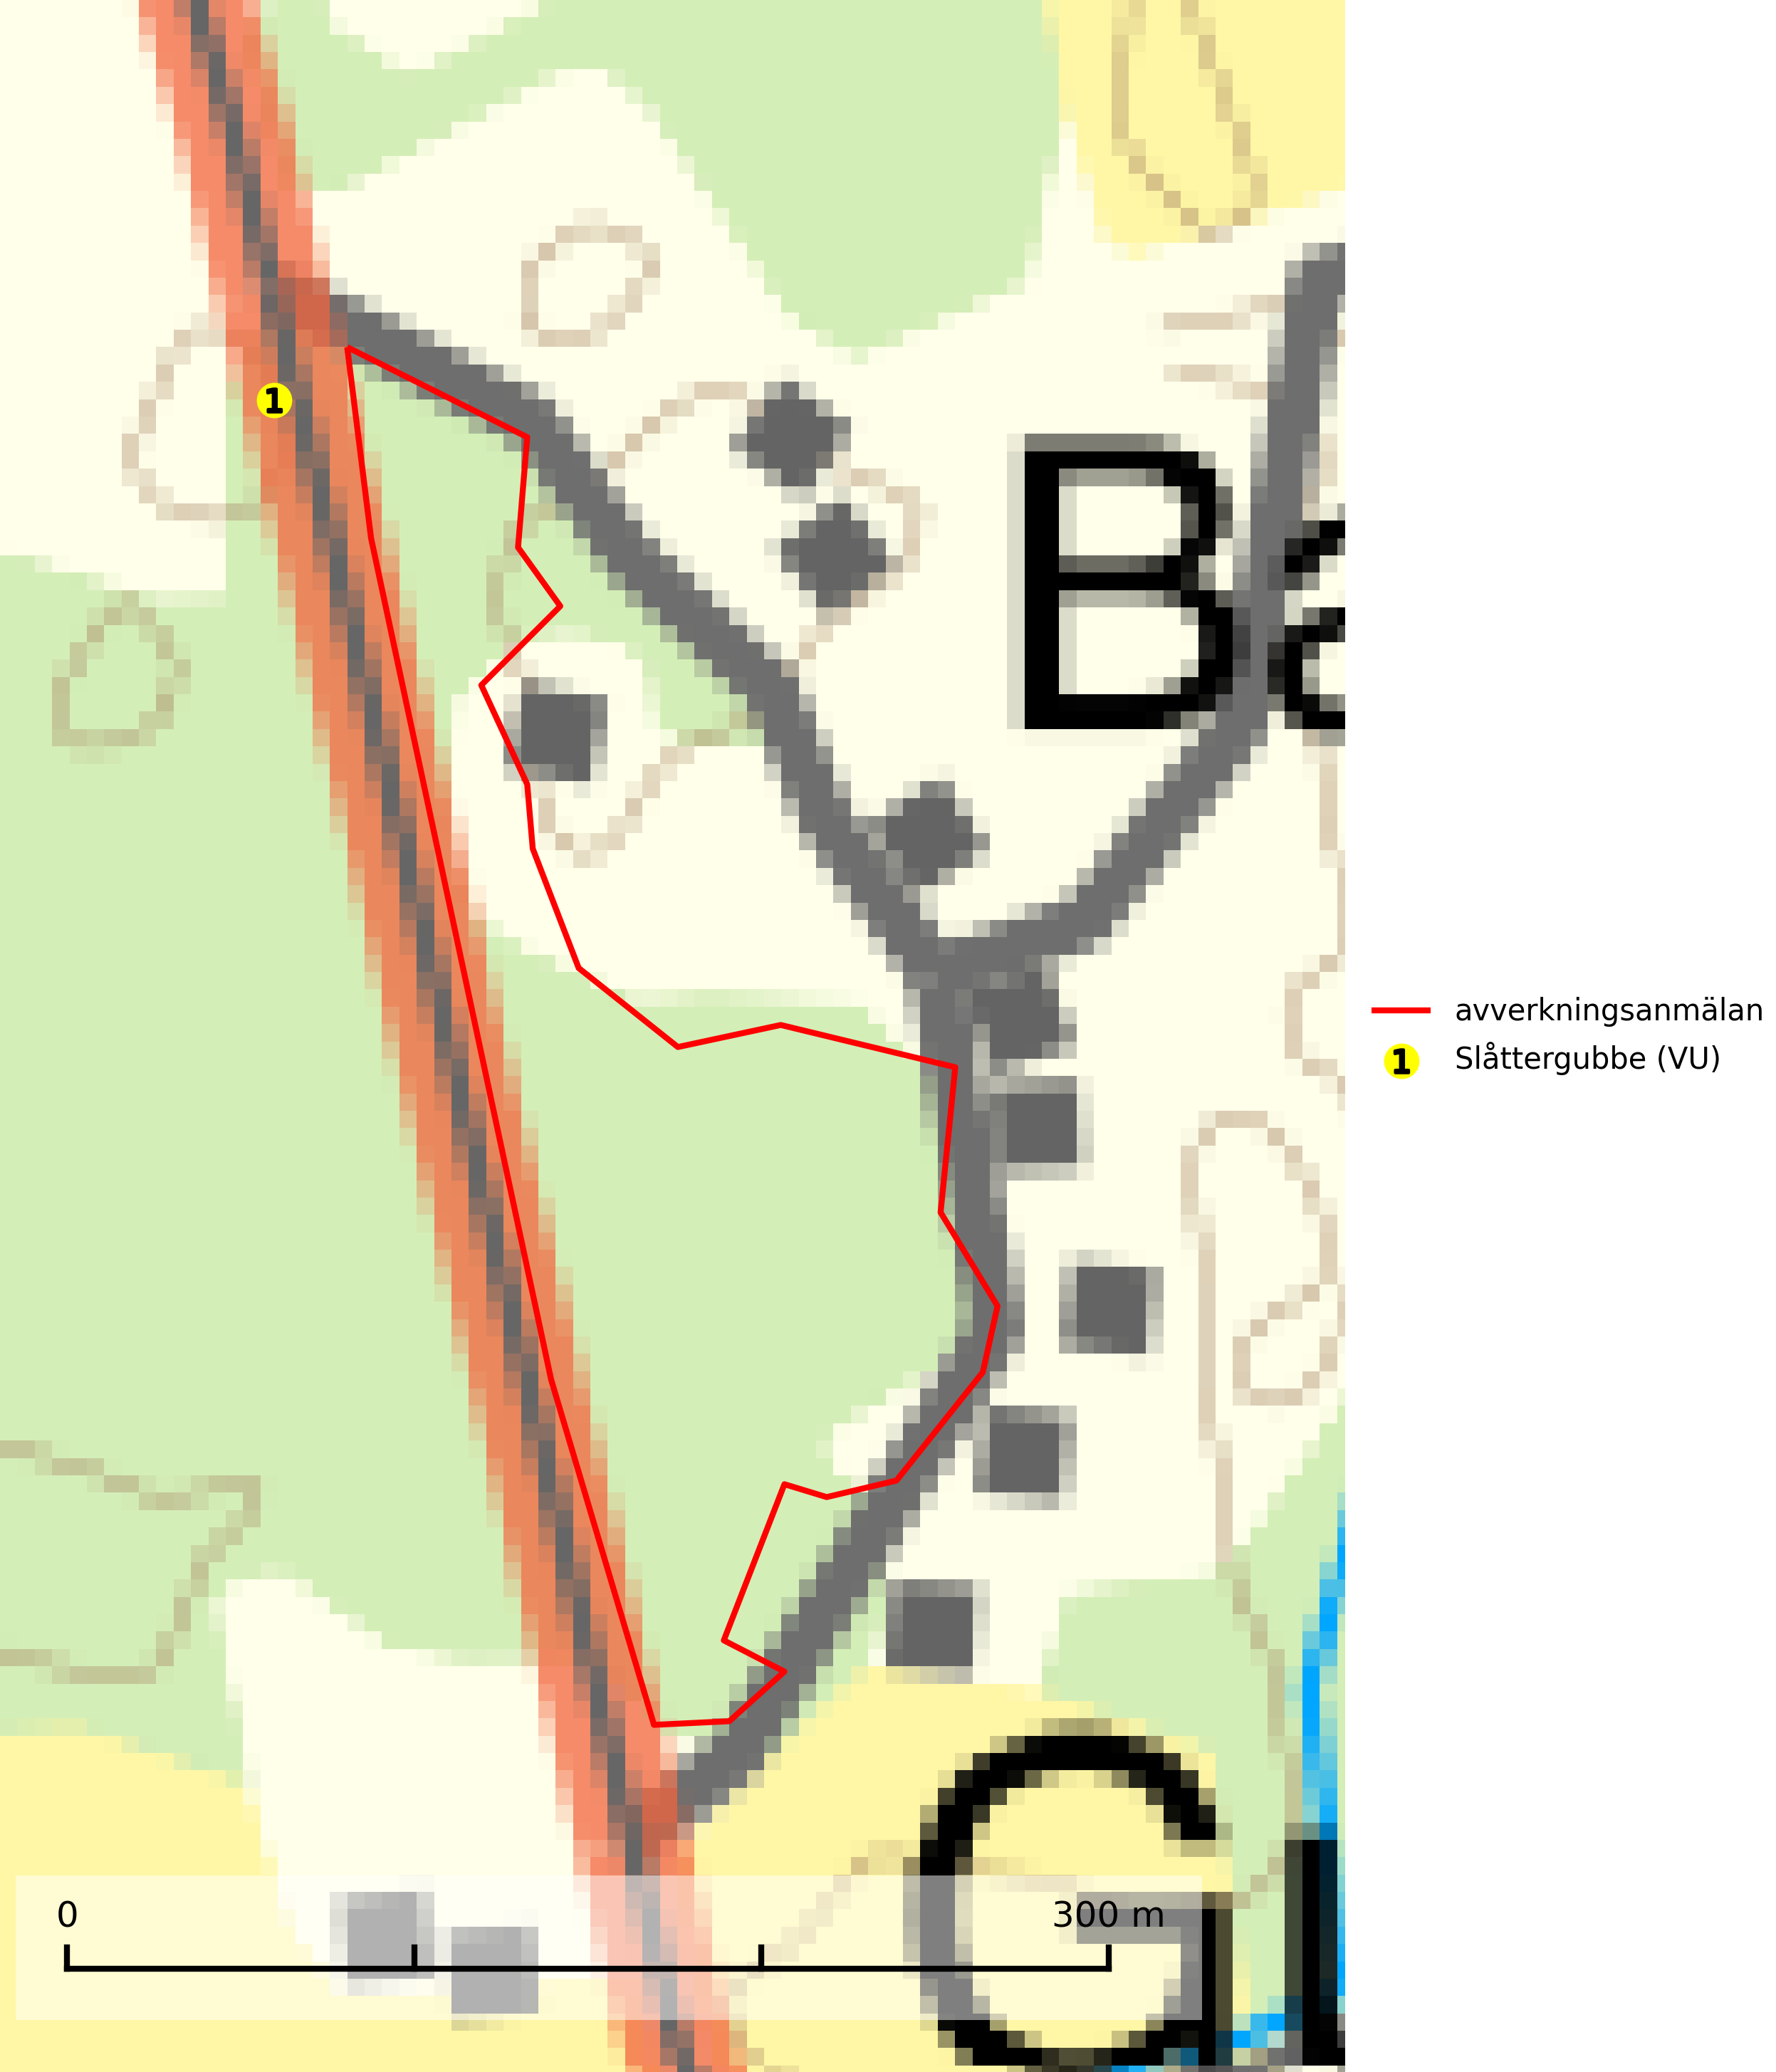 1
B
avverkningsanmälan
1 Slåttergubbe (VU)
G
0 300 m